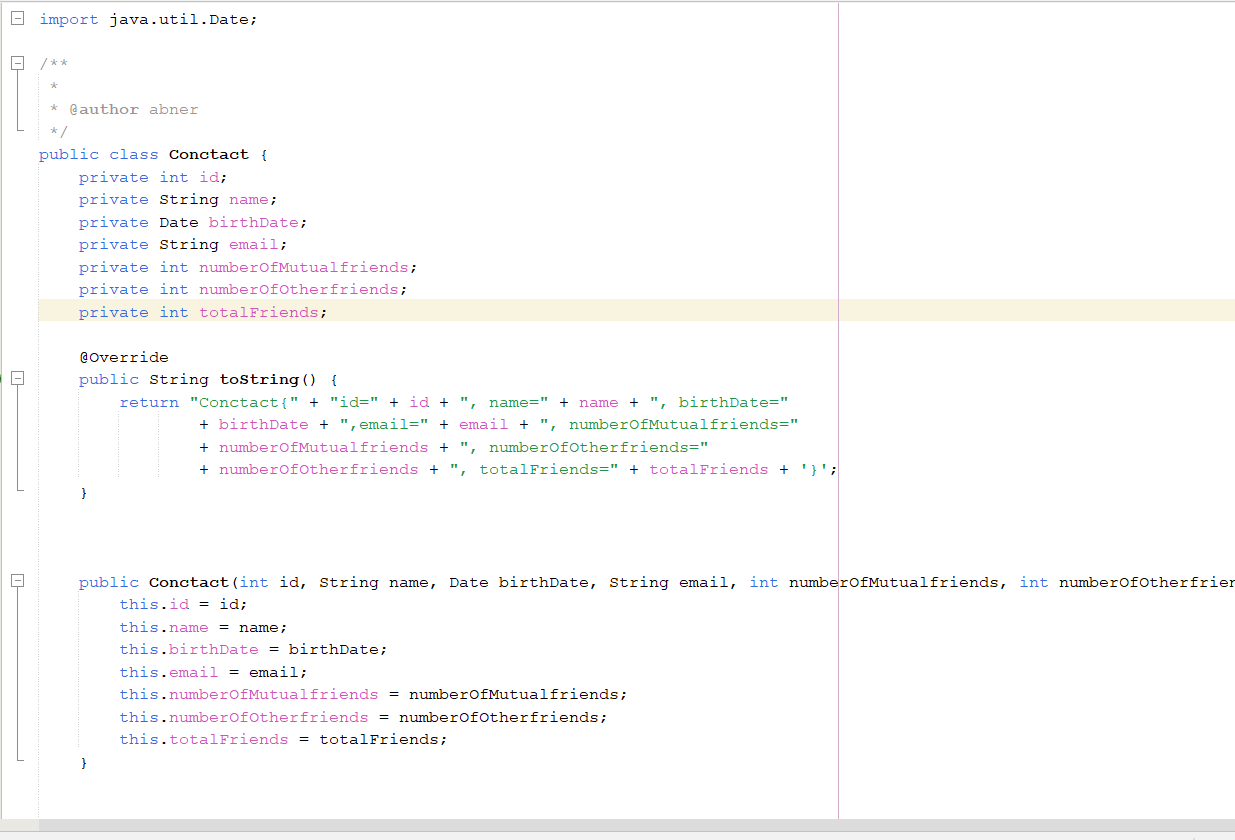 import java.util.Date;
/**
*
* @author abner
*/
public class Conctact {
private int id;
private String name;
private Date birthDate;
private String email;
private int numberOfMutualfriends;
private int numberOfOtherfriends;
private int totalFriends;
@Override
public String toString() {
return "Conctact{" + "id=" + id + ", name=" + name + ", birthDate="
+ birthDate + ",email=" + email + ", numberOfMutualfriends="
+ numberOfMutualfriends + ", numberOfOtherfriends="
+ numberOfOtherfriends + ", totalFriends=" + totalFriends + '}';
}
public Conctact(int id, String name, Date birthDate, String email, int numberOfMutualfriends, int
this.id = id;
this.name = name;
this.birthDate = birthDate;
this.email = email;
this.numberOfMutualfriends = numberOfMutualfriends;
this.numberOfOtherfriends = numberOfOtherfriends;
this.totalFriends = totalFriends;
}